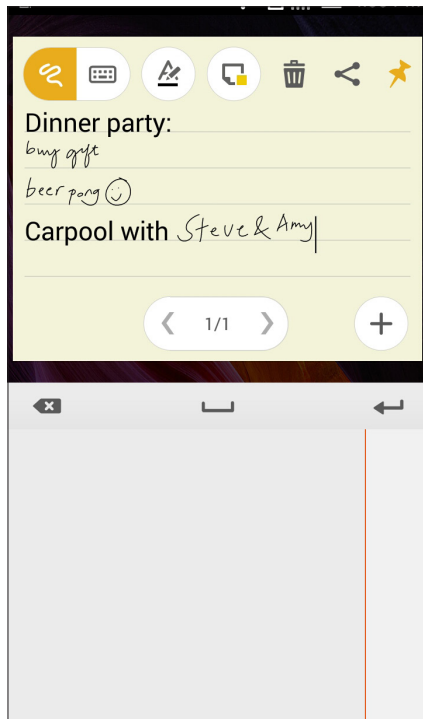 Dinner party:
buy gift
beer pong ☺
Carpool with Steve & Amy
1/1